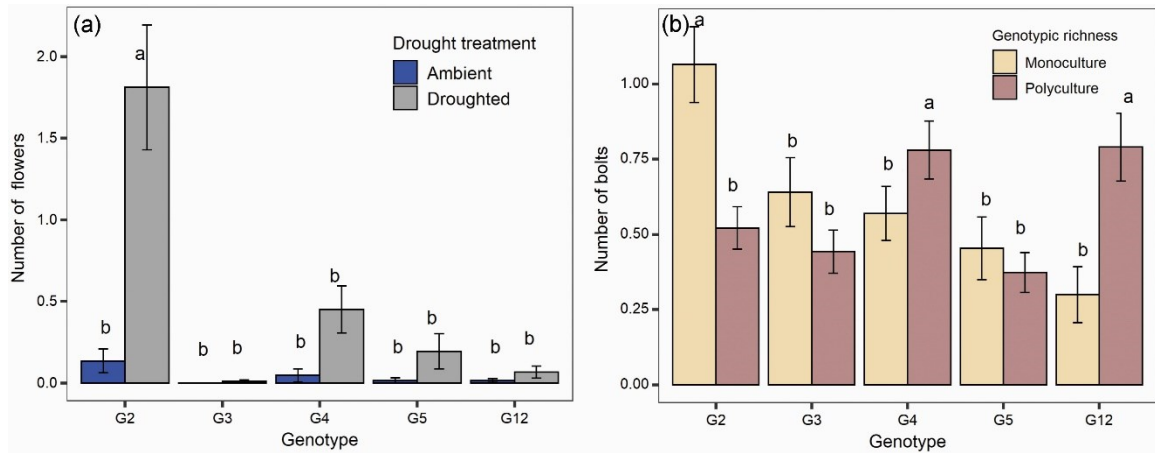 (a)
Drought treatment
Ambient
Droughted
Number of flowers
2.0
1.5
1.0
0.5
0.0
a
b
b
b
b
b
b
b
b
b
G2
G3
G4
G5
G12
Genotype
(b)
Genotypic richness
Monoculture
Polyculture
Number of bolts
1.00
0.75
0.50
0.25
0.00
a
b
b
b
b
a
b
b
b
a
G2
G3
G4
G5
G12
Genotype